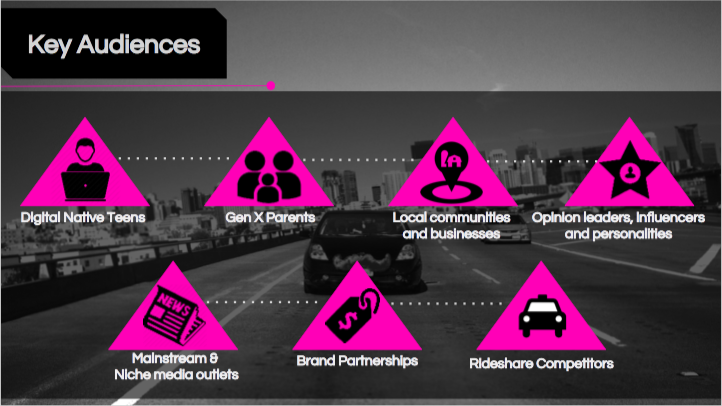 Key Audiences
Digital Native Teens
Gen X Parents
Local communities
and businesses
Opinion leaders, influencers
and personalities
NEWS
Mainstream &
Niche media outlets
$
Brand Partnerships
Rideshare Competitors